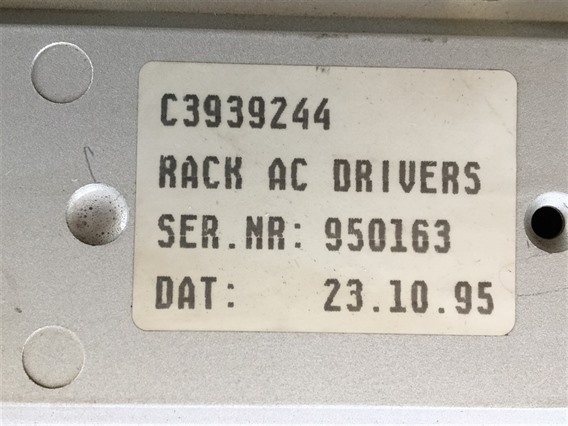 C3939244
RACK AC DRIVERS
SER.NR: 950163
DAT: 23.10.95